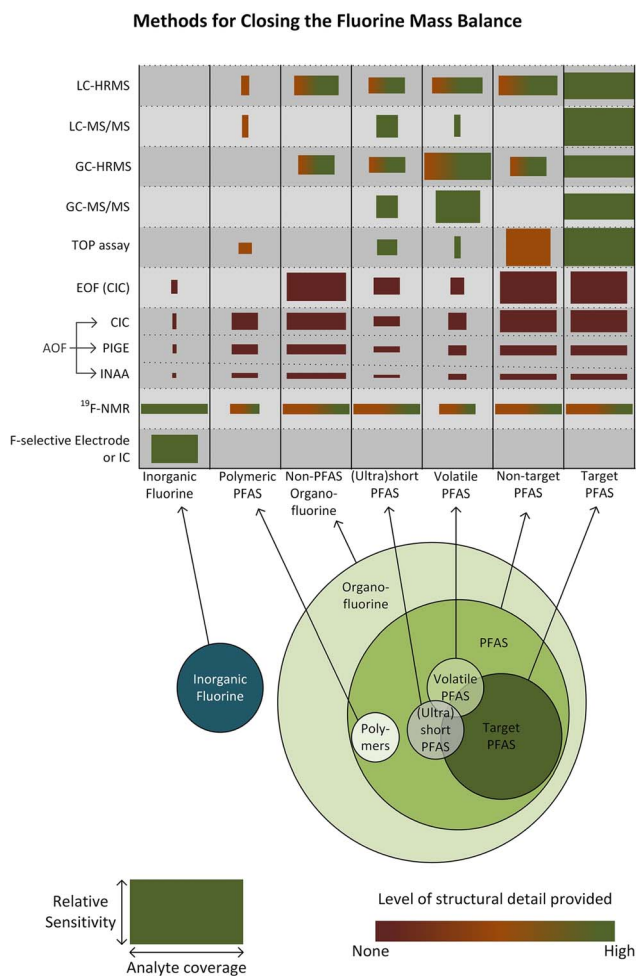 Methods for Closing the Fluorine Mass Balance
LC-HRMS
LC-MS/MS
GC-HRMS
GC-MS/MS
TOP assay
EOF (CIC)
CIC
AOF
PIGE
INAA
¹⁹F-NMR
F-selective Electrode
or IC
Inorganic
Fluorine
Polymeric
PFAS
Non-PFAS
Organo-
fluorine
(Ultra)short
PFAS
Volatile
PFAS
Non-target
PFAS
Target
PFAS
Organo-
fluorine
PFAS
Inorganic
Fluorine
Volatile
PFAS
(Ultra)
short
PFAS
Poly-
mers
Target
PFAS
Relative
Sensitivity
Analyte coverage
Level of structural detail provided
None
High